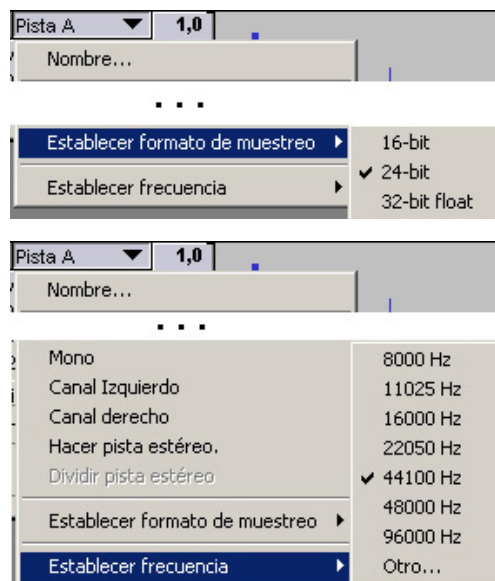 Pista A ▼ 1,0
Nombre...
...
Establecer formato de muestreo
Establecer frecuencia
16-bit
✔ 24-bit
32-bit float
Pista A ▼ 1,0
Nombre...
...
Mono
Canal Izquierdo
Canal derecho
Hacer pista estéreo.
Dividir pista estéreo
Establecer formato de muestreo
Establecer frecuencia
8000 Hz
11025 Hz
16000 Hz
22050 Hz
✔ 44100 Hz
48000 Hz
96000 Hz
Otro...